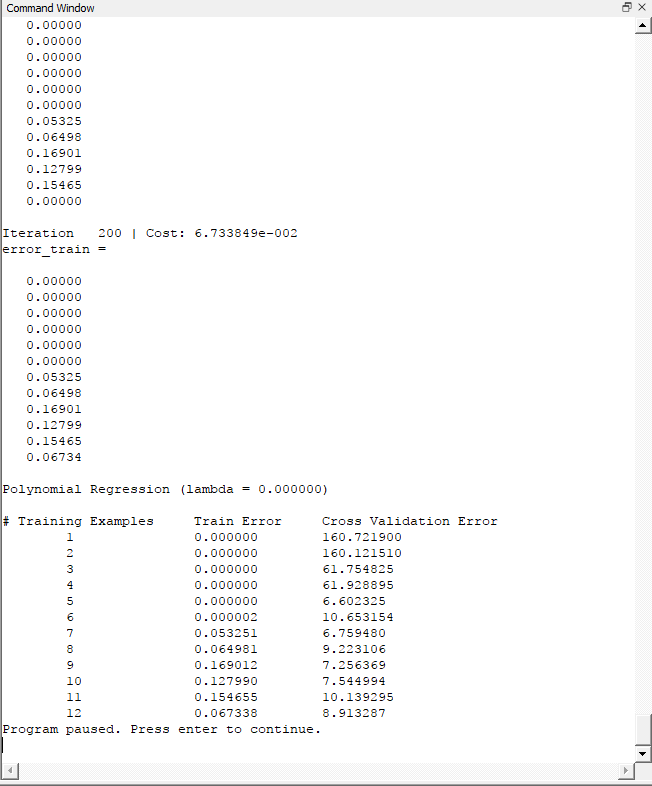 Command Window
0.00000
0.00000
0.00000
0.00000
0.00000
0.00000
0.05325
0.06498
0.16901
0.12799
0.15465
0.00000
Iteration   200 | Cost: 6.733849e-002
error_train =
0.00000
0.00000
0.00000
0.00000
0.00000
0.00000
0.05325
0.06498
0.16901
0.12799
0.15465
0.06734
Polynomial Regression (lambda = 0.000000)
# Training Examples     Train Error     Cross Validation Error
1               0.000000        160.721900
2               0.000000        160.121510
3               0.000000        61.754825
4               0.000000        61.928895
5               0.000000        6.602325
6               0.000002        10.653154
7               0.053251        6.759480
8               0.064981        9.223106
9               0.169012        7.256369
10              0.127990        7.544994
11              0.154655        10.139295
12              0.067338        8.913287
Program paused. Press enter to continue.